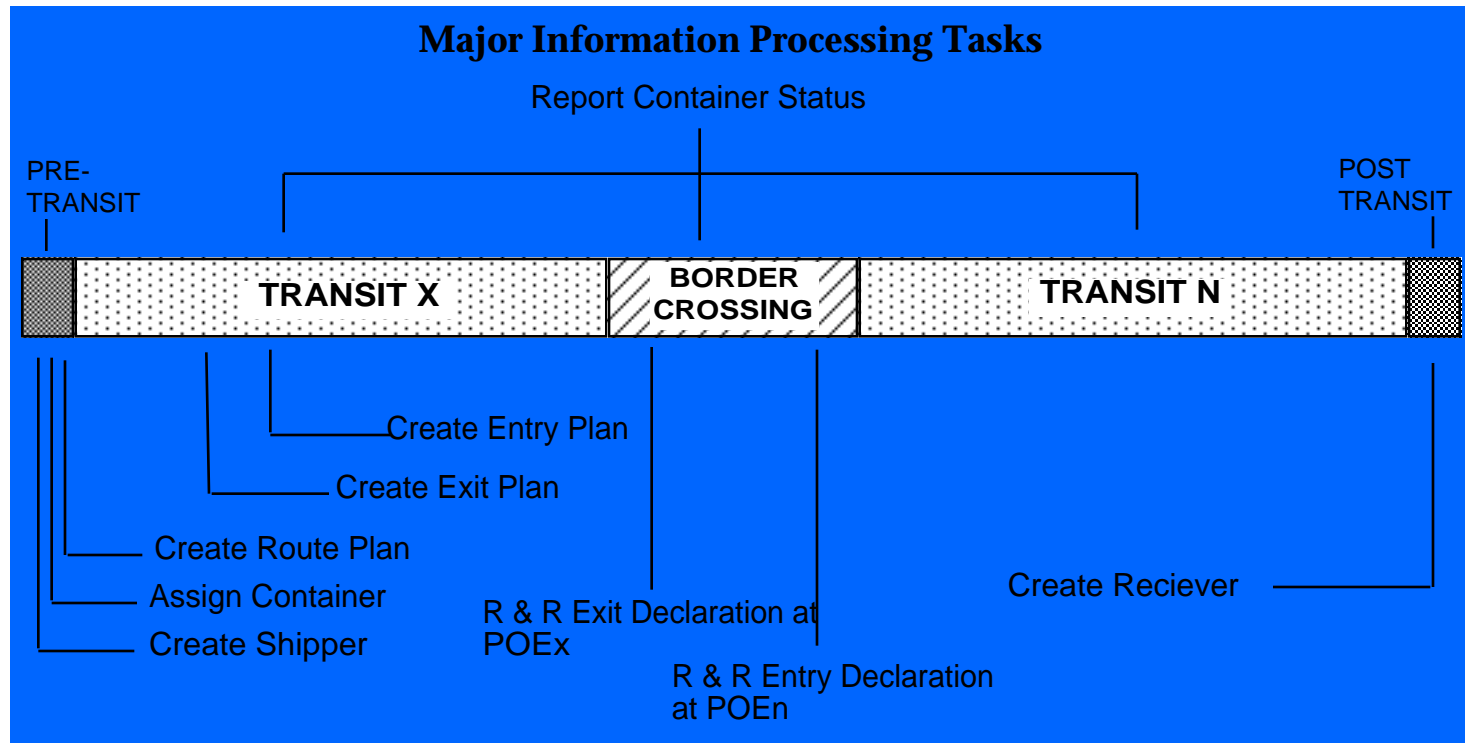 Major Information Processing Tasks
Report Container Status
PRE-
TRANSIT
POST
TRANSIT
TRANSIT X
BORDER
CROSSING
TRANSIT N
Create Entry Plan
Create Exit Plan
Create Route Plan
Assign Container
Create Shipper
R & R Exit Declaration at
POEx
R & R Entry Declaration
at POEn
Create Reciever